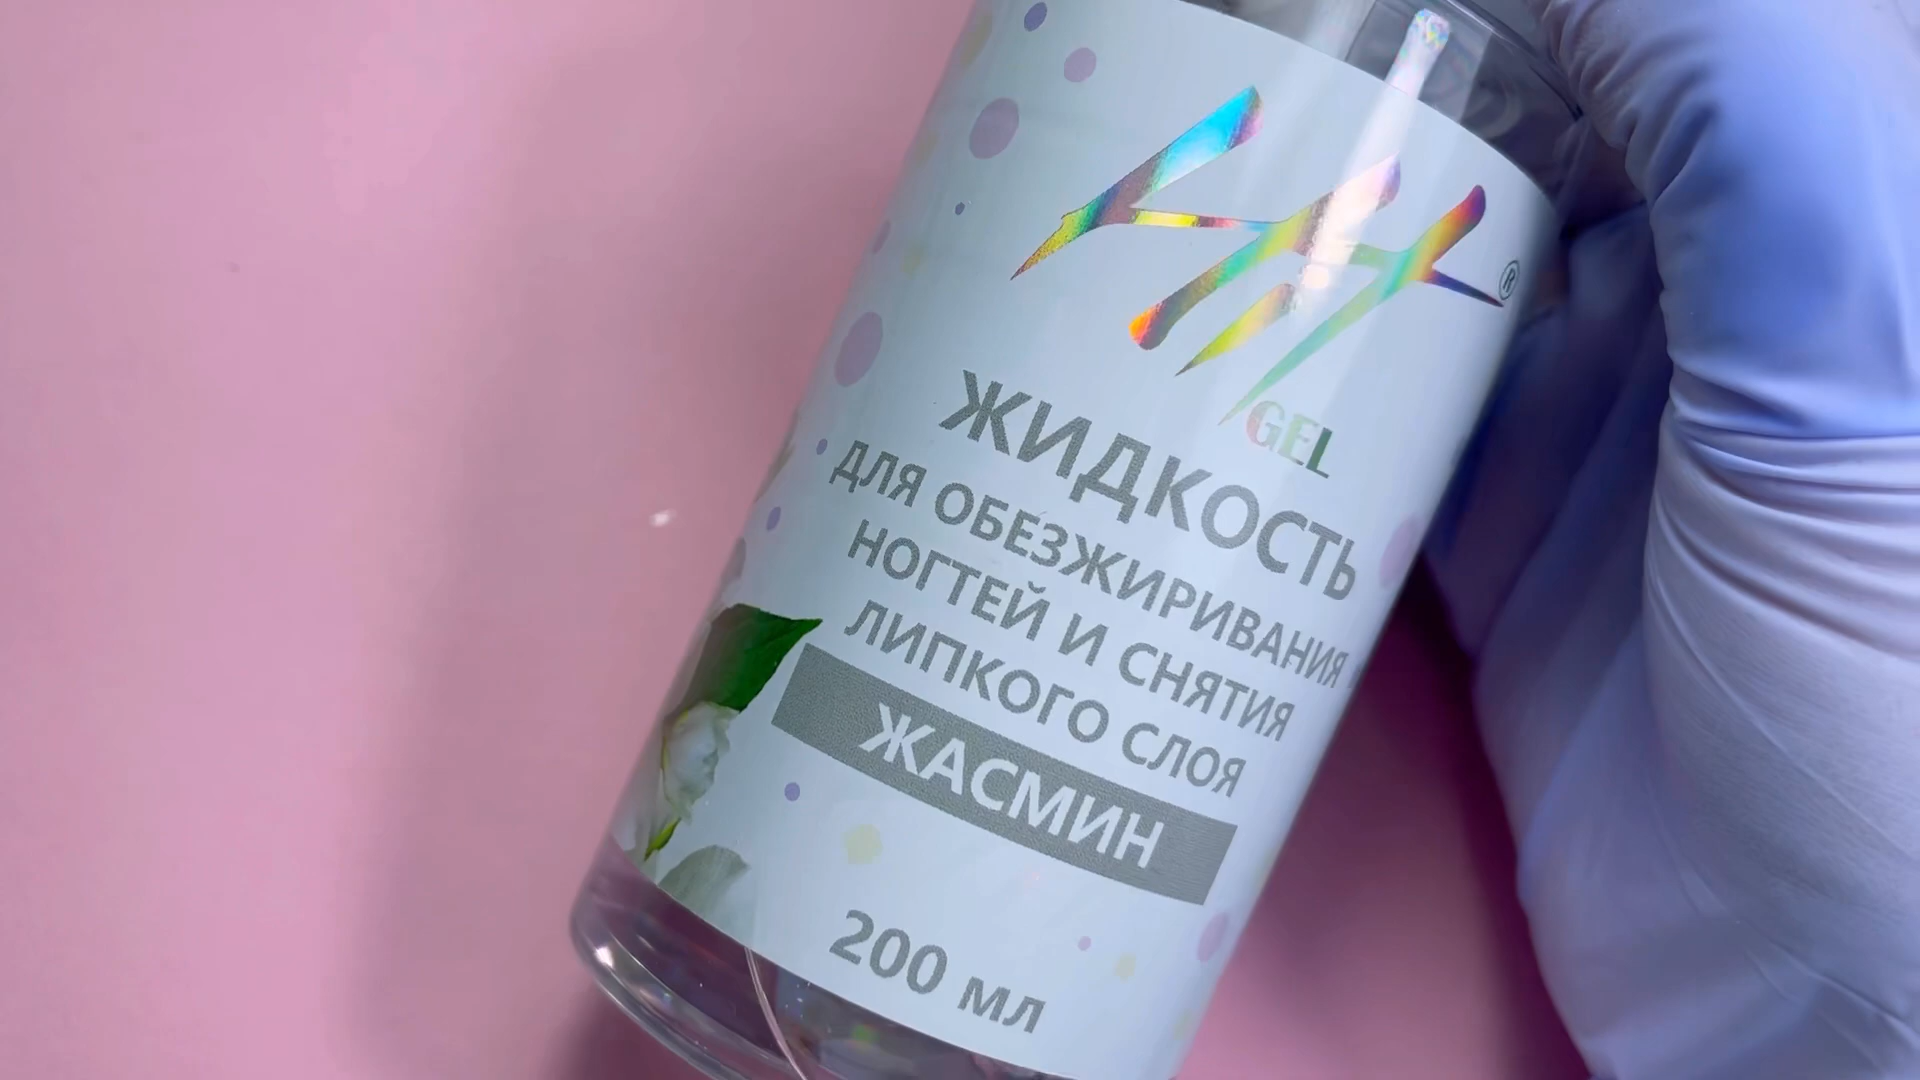 ®
GEL
ЖИДКОСТЬ
ДЛЯ ОБЕЗЖИРИВАНИЯ
НОГТЕЙ И СНЯТИЯ
ЛИПКОГО СЛОЯ
ЖАСМИН
200 мл